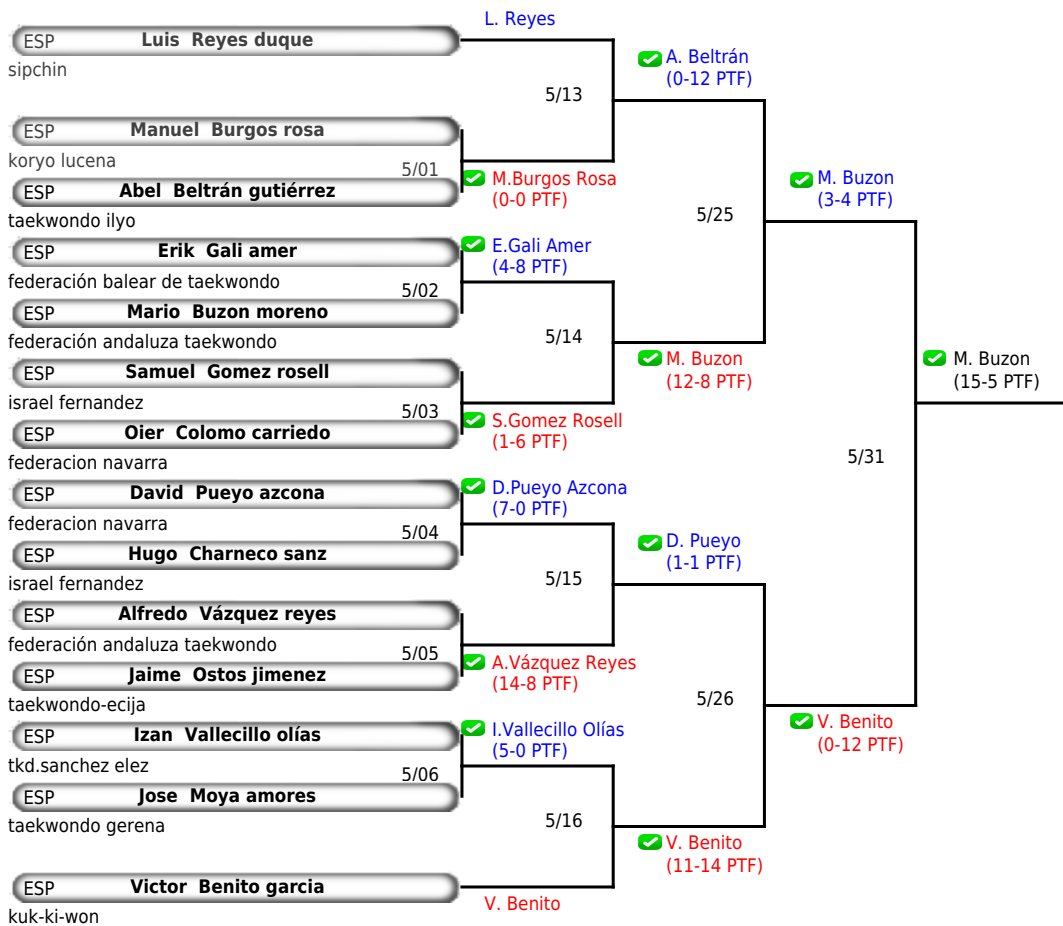 L. Reyes
ESP Luis Reyes duque
sipchin
A. Beltrán
(0-12 PTF)
5/13
ESP Manuel Burgos rosa
koryo lucena
5/01
M.Burgos Rosa
(0-0 PTF)
ESP Abel Beltrán gutiérrez
taekwondo ilyo
M. Buzon
(3-4 PTF)
5/25
ESP Erik Gali amer
federación balear de taekwondo
E.Gali Amer
(4-8 PTF)
5/02
ESP Mario Buzon moreno
federación andaluza taekwondo
5/14
M. Buzon
(12-8 PTF)
M. Buzon
(15-5 PTF)
ESP Samuel Gomez rosell
israel fernandez
5/03
S.Gomez Rosell
(1-6 PTF)
ESP Oier Colomo carriedo
federacion navarra
5/31
ESP David Pueyo azcona
federacion navarra
D.Pueyo Azcona
(7-0 PTF)
5/04
ESP Hugo Charneco sanz
israel fernandez
D. Pueyo
(1-1 PTF)
5/15
ESP Alfredo Vázquez reyes
federación andaluza taekwondo
5/05
A.Vázquez Reyes
(14-8 PTF)
ESP Jaime Ostos jimenez
taekwondo-ecija
5/26
V. Benito
(0-12 PTF)
ESP Izan Vallecillo olías
tkd.sanchez elez
I.Vallecillo Olías
(5-0 PTF)
5/06
ESP Jose Moya amores
taekwondo gerena
5/16
V. Benito
(11-14 PTF)
ESP Victor Benito garcia
kuk-ki-won
V. Benito